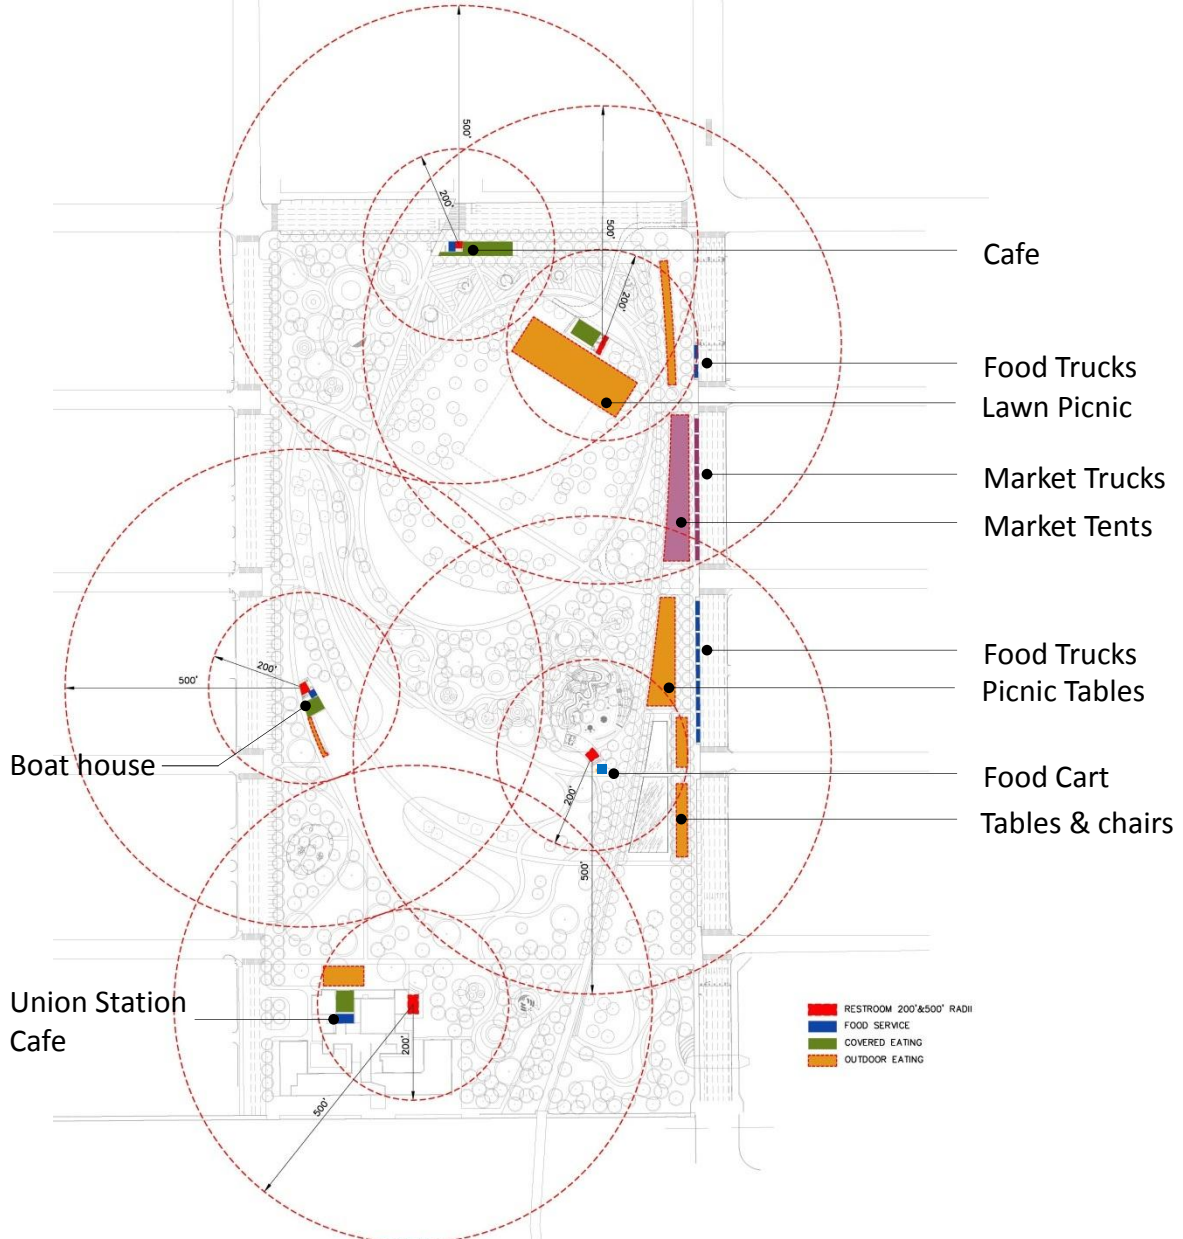 500'
200'
500'
200'
Cafe
Food Trucks
Lawn Picnic
Market Trucks
Market Tents
Food Trucks
Picnic Tables
200'
500'
Boat house
Food Cart
Tables & chairs
200'
500'
Union Station
Cafe
200'
500'
RESTROOM 200'&500' RADII
FOOD SERVICE
COVERED EATING
OUTDOOR EATING